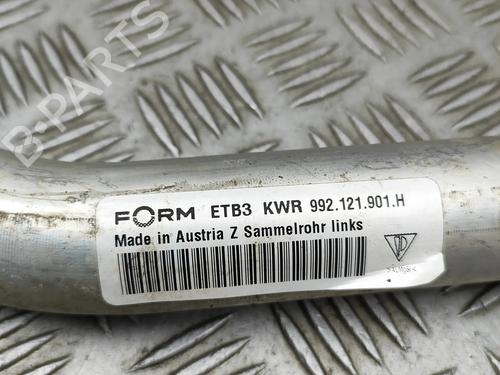 B-PARTS
FORM ETB3 KWR 992.121.901.H
Made in Austria Z Sammelrohr links